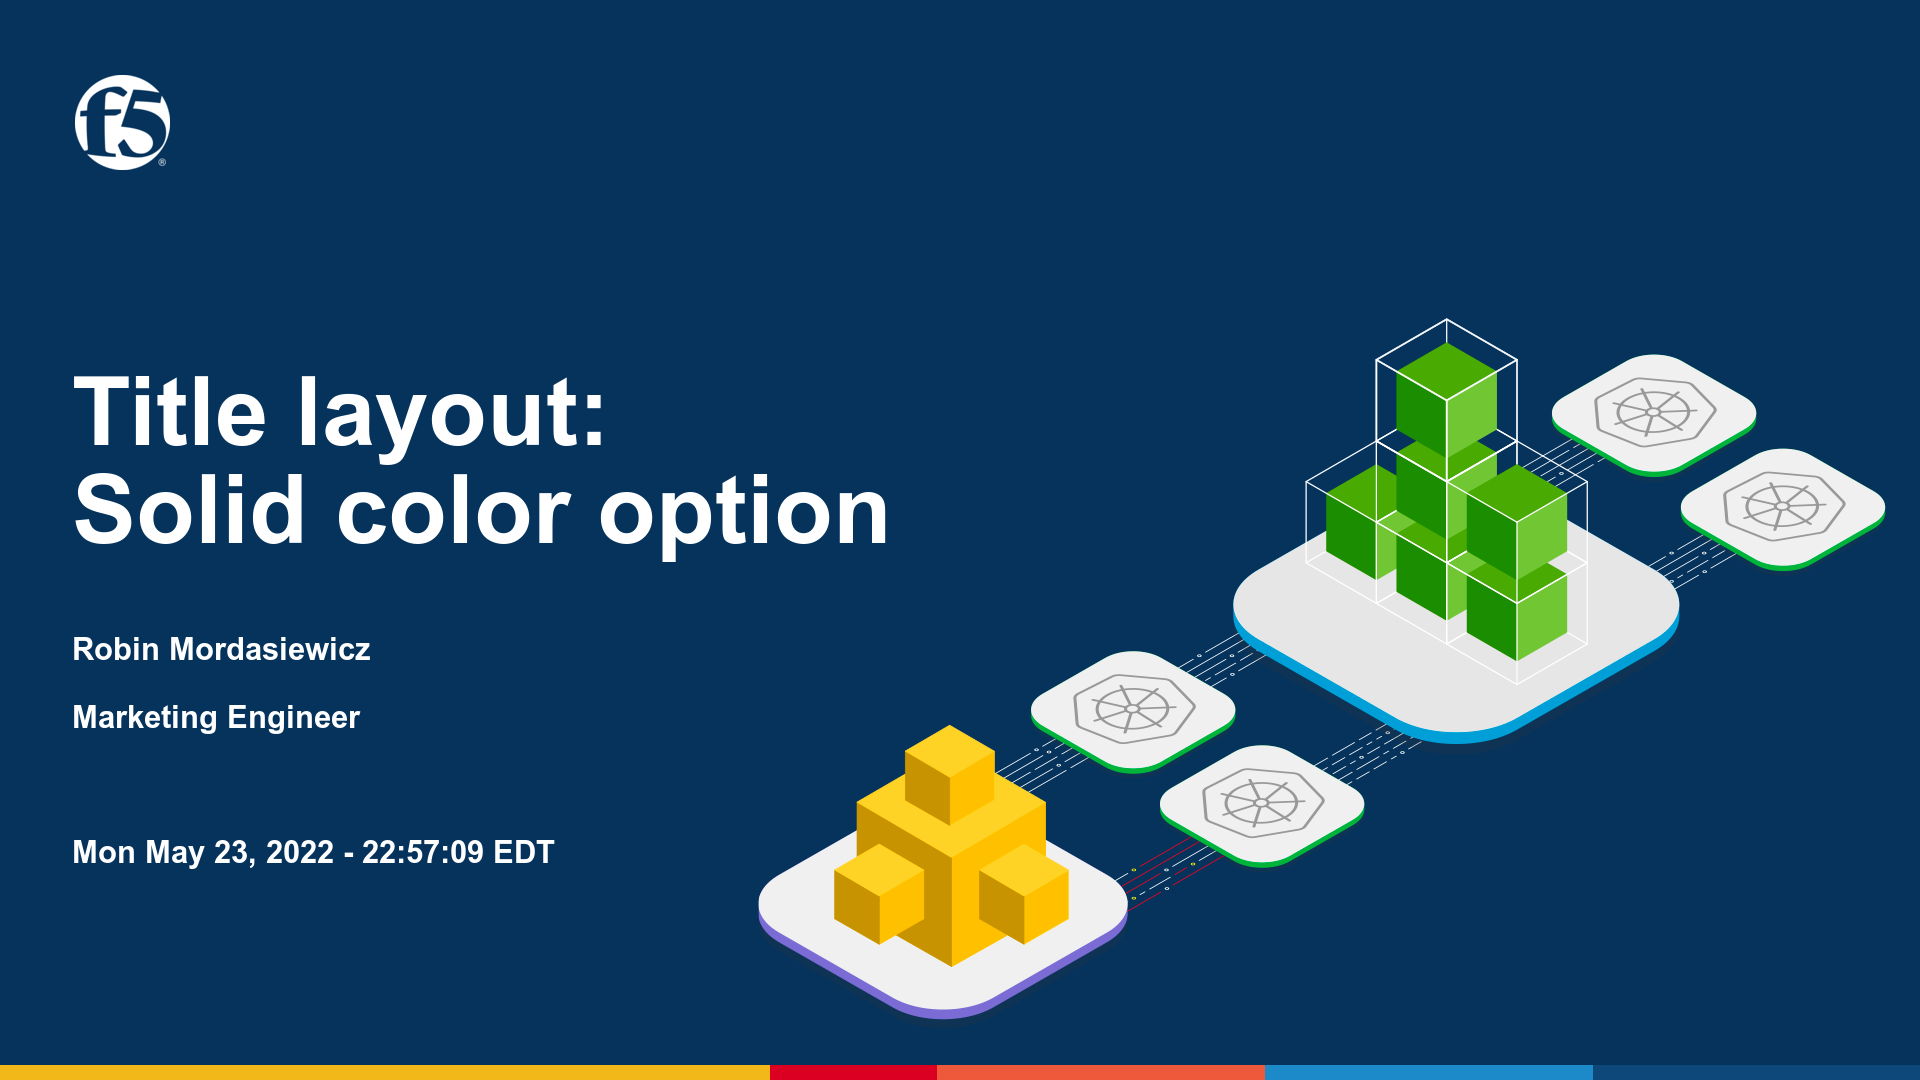 f5®
Title layout:
Solid color option
Robin Mordasiewicz
Marketing Engineer
Mon May 23, 2022 - 22:57:09 EDT